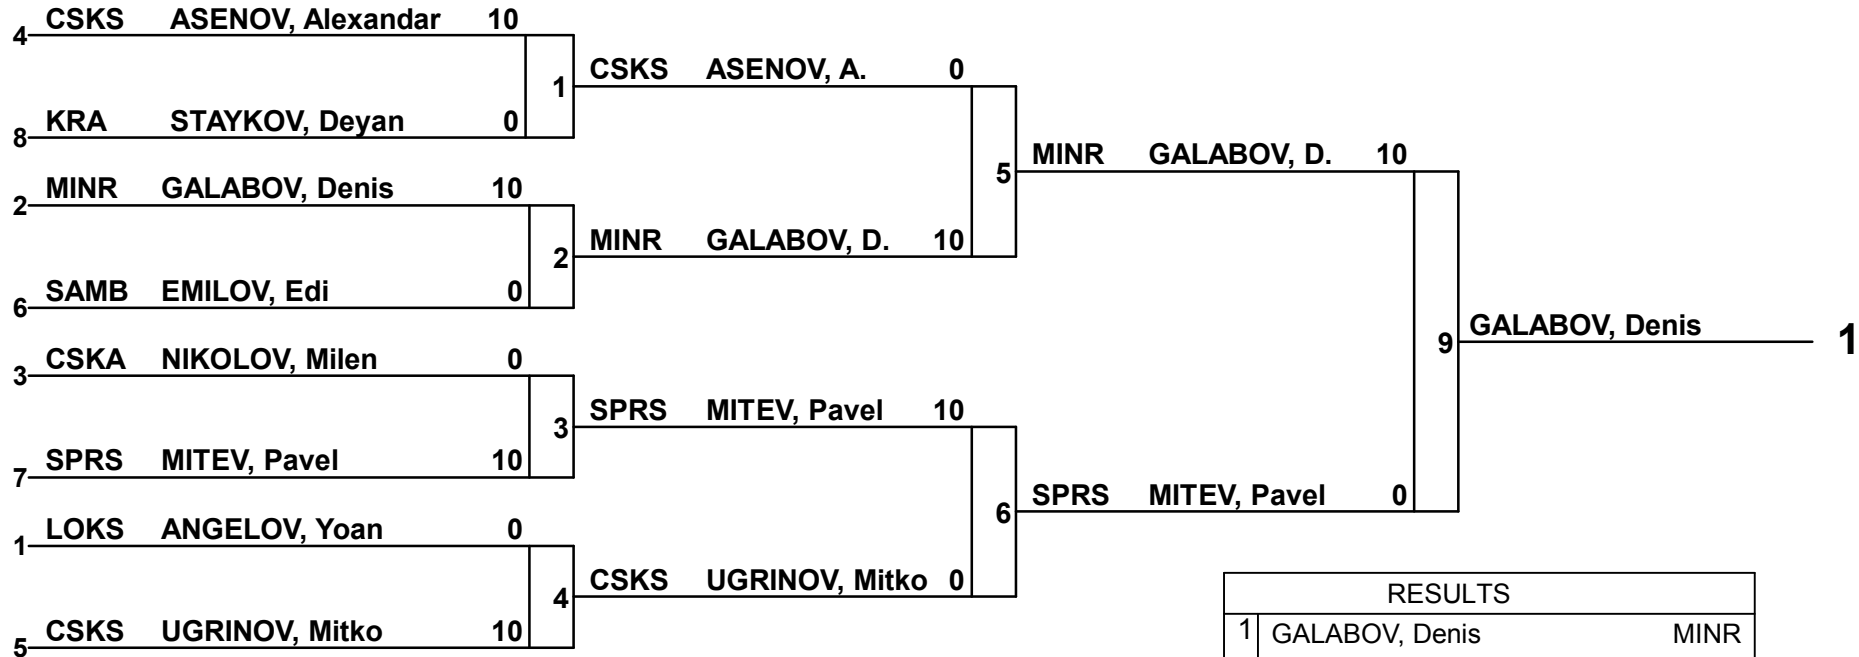 4 CSKS ASENOV, Alexandar 10
1
8 KRA STAYKOV, Deyan 0
2 MINR GALABOV, Denis 10
2
6 SAMB EMILOV, Edi 0
3 CSKA NIKOLOV, Milen 0
3
7 SPRS MITEV, Pavel 10
1 LOKS ANGELOV, Yoan 0
4
5 CSKS UGRINOV, Mitko 10
CSKS ASENOV, A. 0
5
MINR GALABOV, D. 10
SPRS MITEV, Pavel 10
6
CSKS UGRINOV, Mitko 0
MINR GALABOV, D. 10
9
SPRS MITEV, Pavel 0
GALABOV, Denis 1
RESULTS
1 GALABOV, Denis MINR